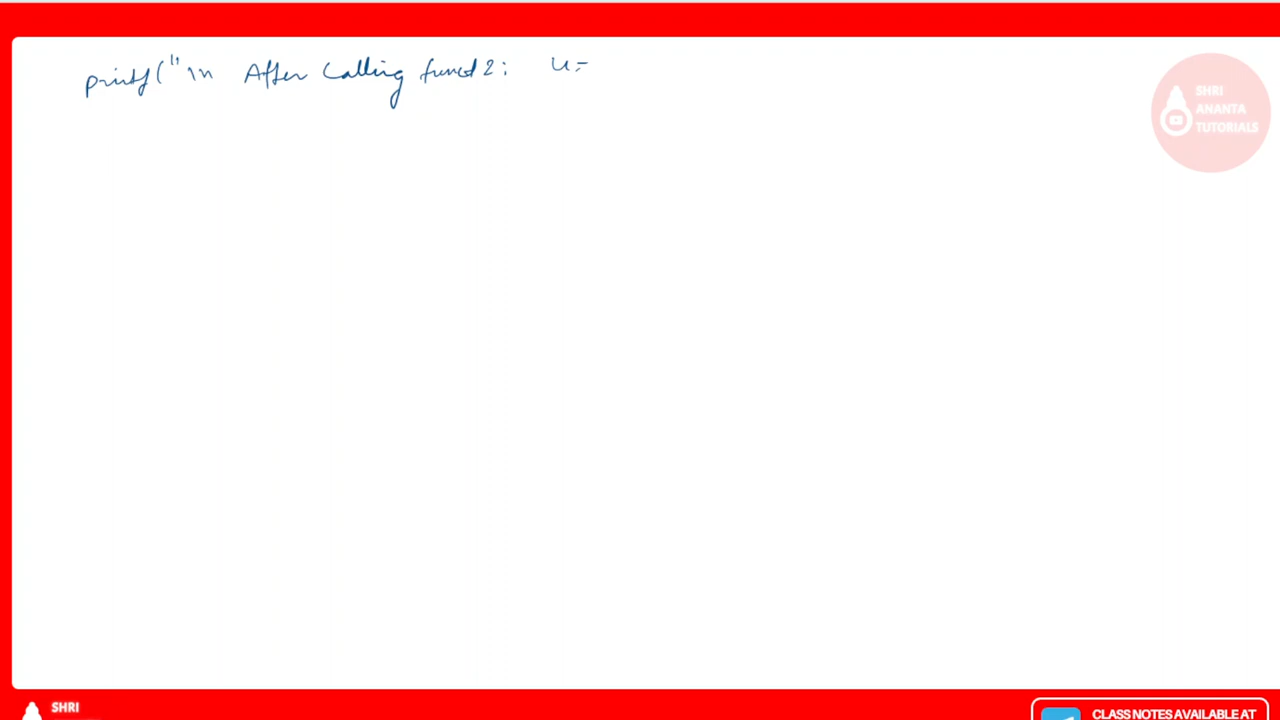 printf("\n After Calling funct2: u=
SHRI
ANANTA
TUTORIALS
SHRI
CLASS NOTES AVAILABLE AT